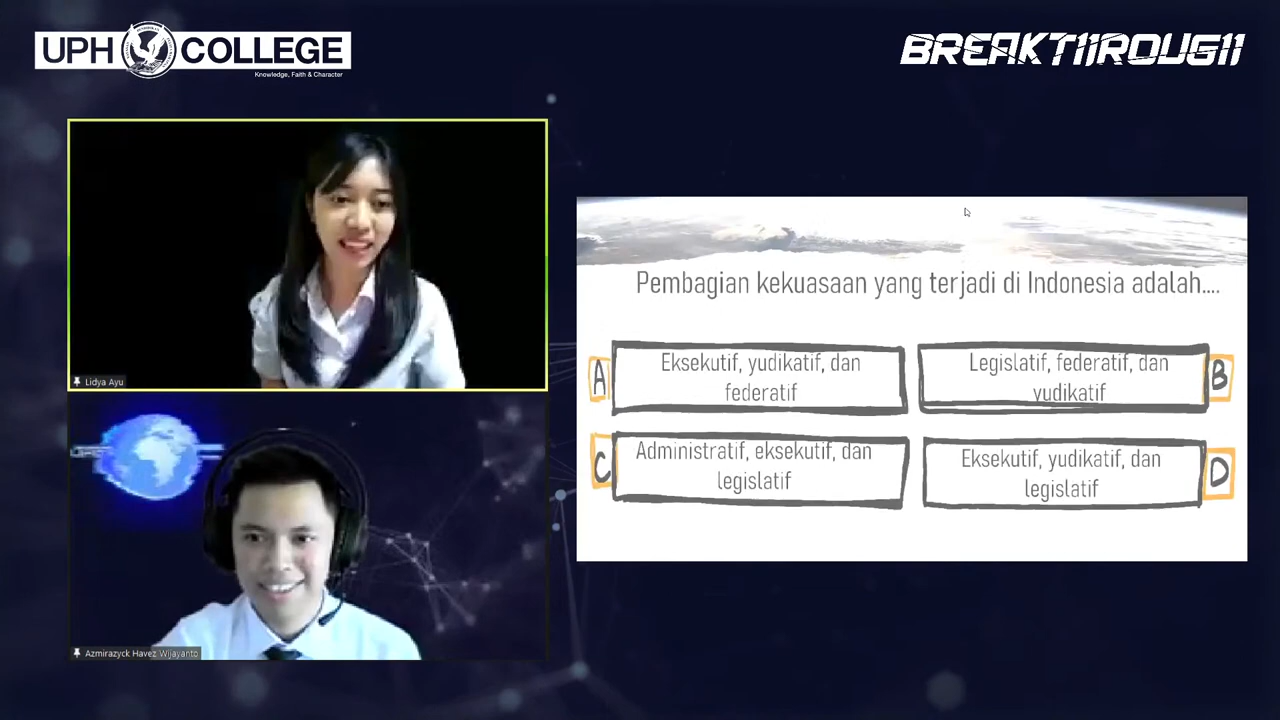 UPH COLLEGE
Knowledge, Faith & Character
BREAKT11ROUG11
Lidya Ayu
Azmirazyck Havez Wijayanto
Pembagian kekuasaan yang terjadi di Indonesia adalah....
A
Eksekutif, yudikatif, dan
federatif
Legislatif, federatif, dan
yudikatif
B
C
Administratif, eksekutif, dan
legislatif
Eksekutif, yudikatif, dan
legislatif
D